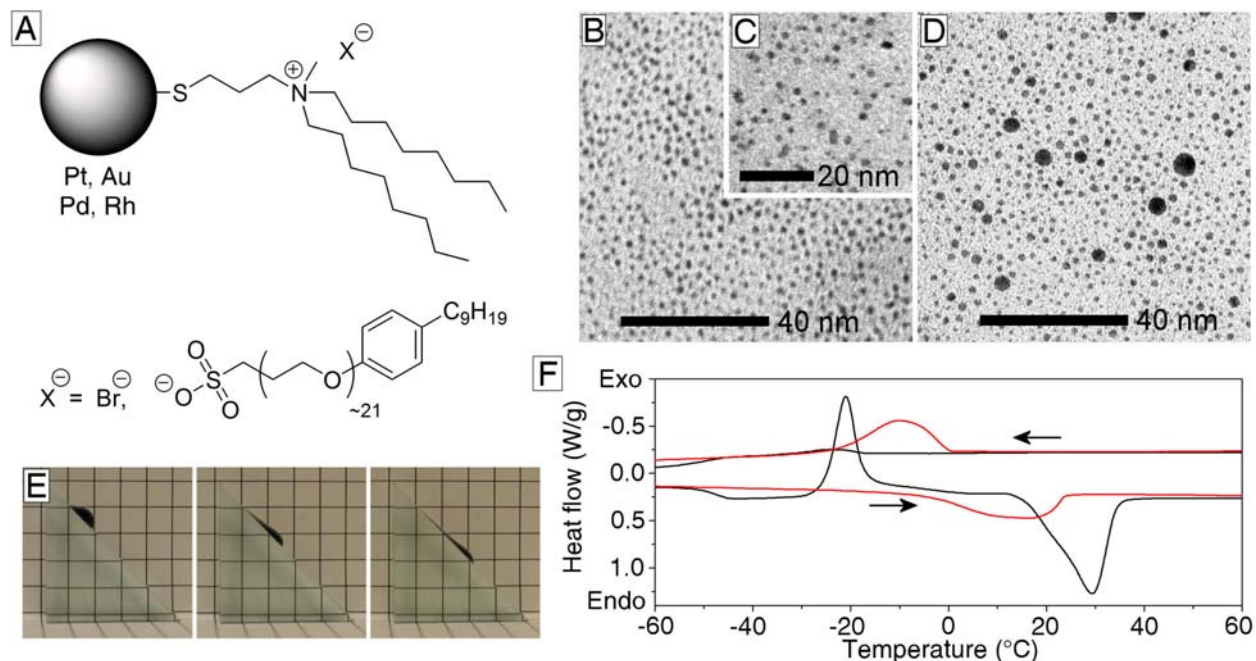 A
X⊖
⊕
S
N
Pt, Au
Pd, Rh
C9H19
O
S
⊖O
O
O
~21
X⊖ = Br⊖,
B
C
D
20 nm
40 nm
40 nm
E
F
Exo
-0.5
0.0
0.5
1.0
Endo
Heat flow (W/g)
-60 -40 -20 0 20 40 60
Temperature (°C)